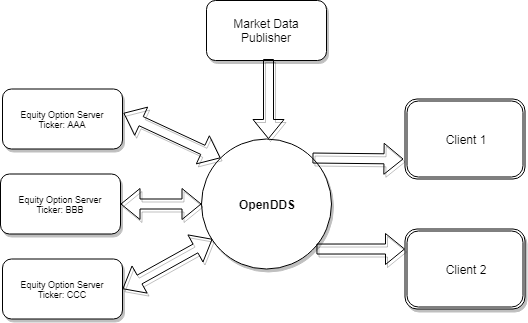 Market Data
Publisher
Equity Option Server
Ticker: AAA
Equity Option Server
Ticker: BBB
Equity Option Server
Ticker: CCC
OpenDDS
Client 1
Client 2